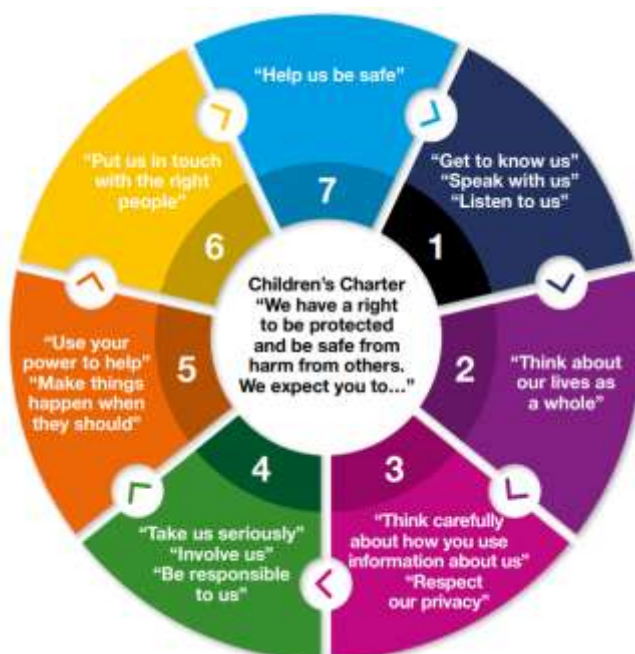 Children's Charter
“We have a right
to be protected
and be safe from
harm from others.
We expect you to...”
1
“Get to know us”
“Speak with us”
“Listen to us”
2
“Think about
our lives as
a whole”
3
“Think carefully
about how you use
information about us”
“Respect
our privacy”
4
“Take us seriously”
“Involve us”
“Be responsible
to us”
5
“Use your
power to help”
“Make things
happen when
they should”
6
“Put us in touch
with the right
people”
7
“Help us be safe”